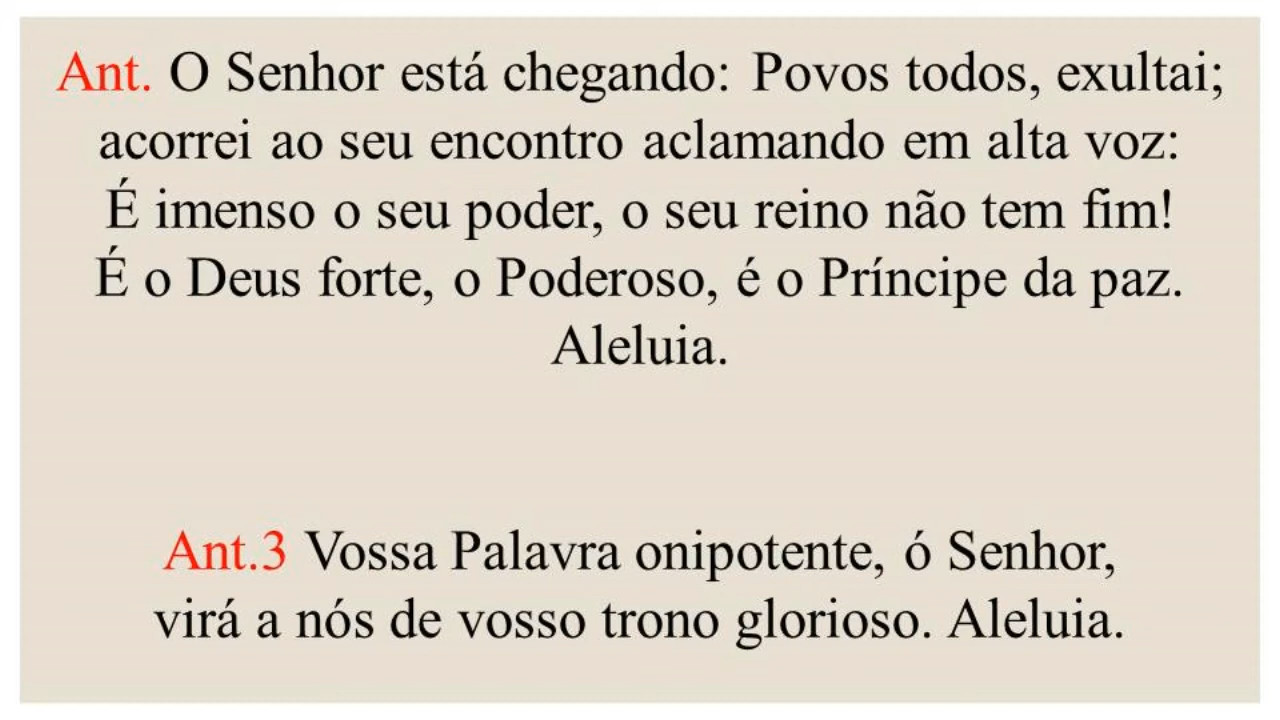 Ant. O Senhor está chegando: Povos todos, exultai;
acorrei ao seu encontro aclamando em alta voz:
É imenso o seu poder, o seu reino não tem fim!
É o Deus forte, o Poderoso, é o Príncipe da paz.
Aleluia.
Ant.3 Vossa Palavra onipotente, ó Senhor,
virá a nós de vosso trono glorioso. Aleluia.